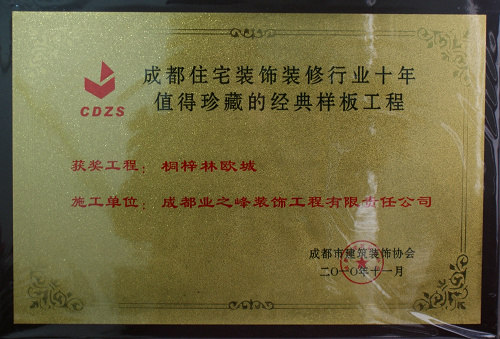 成都住宅装饰装修行业十年
值得珍藏的经典样板工程
CDZS
获奖工程：桐梓林欧城
施工单位：成都业之峰装饰工程有限责任公司
成都市建筑装饰协会
二〇一〇年十一月